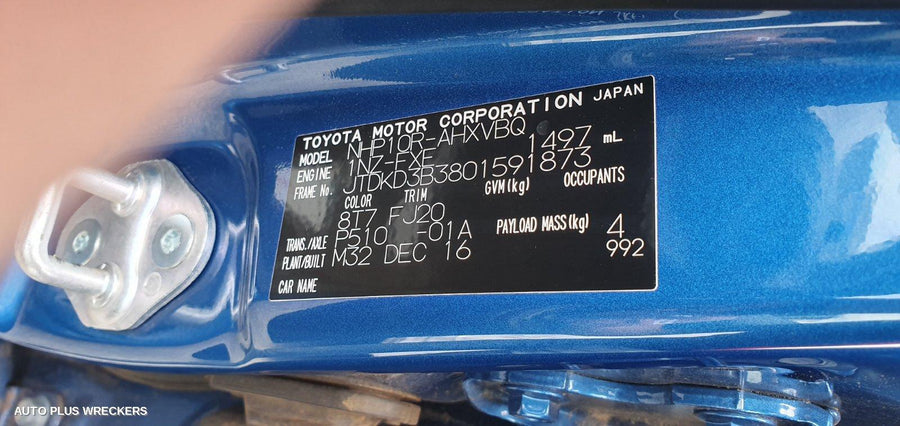 TOYOTA MOTOR CORPORATION JAPAN
MODEL NHP10R-AHXVBQ
ENGINE 1NZ-FXE 1497 mL
FRAME No. JTDKD3B3801591873
COLOR TRIM GVM(kg) OCCUPANTS
8T7 FJ20
TRANS./AXLE P510 -01A PAYLOAD MASS(kg) 4
PLANT/BUILT M32 DEC 16 992
CAR NAME
AUTO PLUS WRECKERS